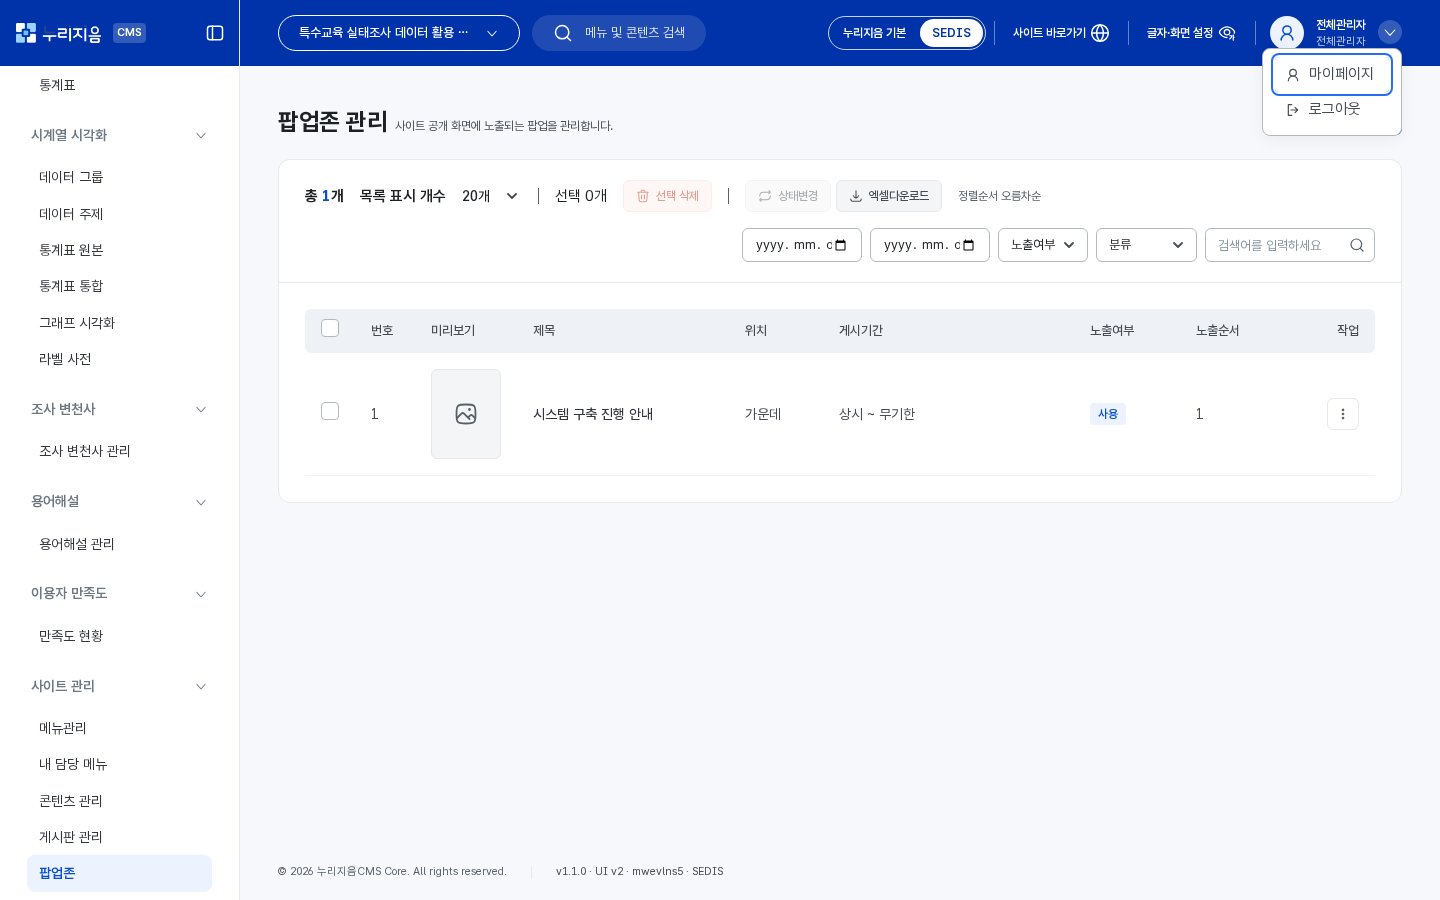 누리지음 CMS
특수교육 실태조사 데이터 활용 ···
메뉴 및 콘텐츠 검색
누리지음 기본
SEDIS
사이트 바로가기
글자·화면 설정
전체관리자
전체관리자
마이페이지
로그아웃
통계표
시계열 시각화
데이터 그룹
데이터 주제
통계표 원본
통계표 통합
그래프 시각화
라벨 사전
조사 변천사
조사 변천사 관리
용어해설
용어해설 관리
이용자 만족도
만족도 현황
사이트 관리
메뉴관리
내 담당 메뉴
콘텐츠 관리
게시판 관리
팝업존
팝업존 관리 사이트 공개 화면에 노출되는 팝업을 관리합니다.
총 1개 목록 표시 개수 20개 선택 0개 선택 삭제 상태변경 엑셀다운로드 정렬순서 오름차순
yyyy. mm. d yyyy. mm. d 노출여부 분류 검색어를 입력하세요
번호 미리보기 제목 위치 게시기간 노출여부 노출순서 작업
1 시스템 구축 진행 안내 가운데 상시 ~ 무기한 사용 1
© 2026 누리지음CMS Core. All rights reserved. v1.1.0 · UI v2 · mwevlns5 · SEDIS